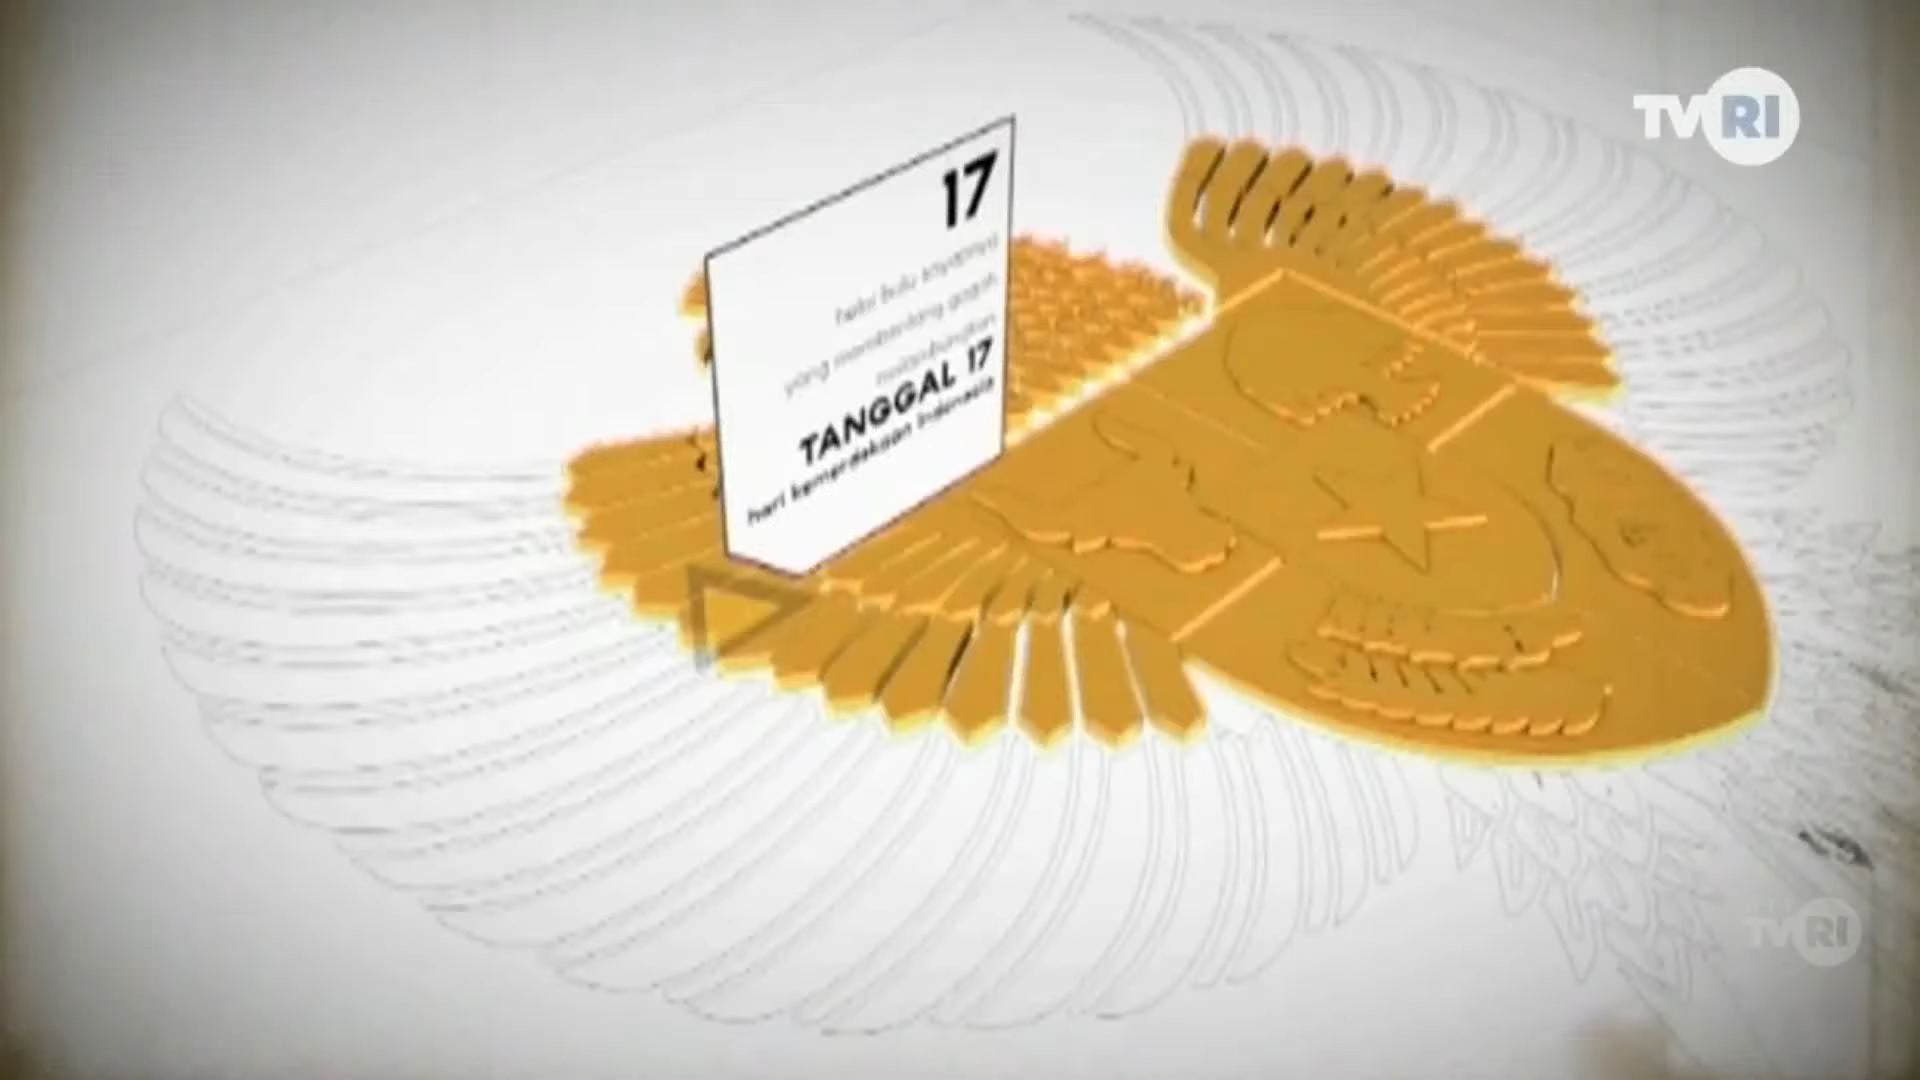 TVRI
17
helai bulu sayapnya
yang membentang gagah
melambangkan
TANGGAL 17
hari kemerdekaan Indonesia
TVRI